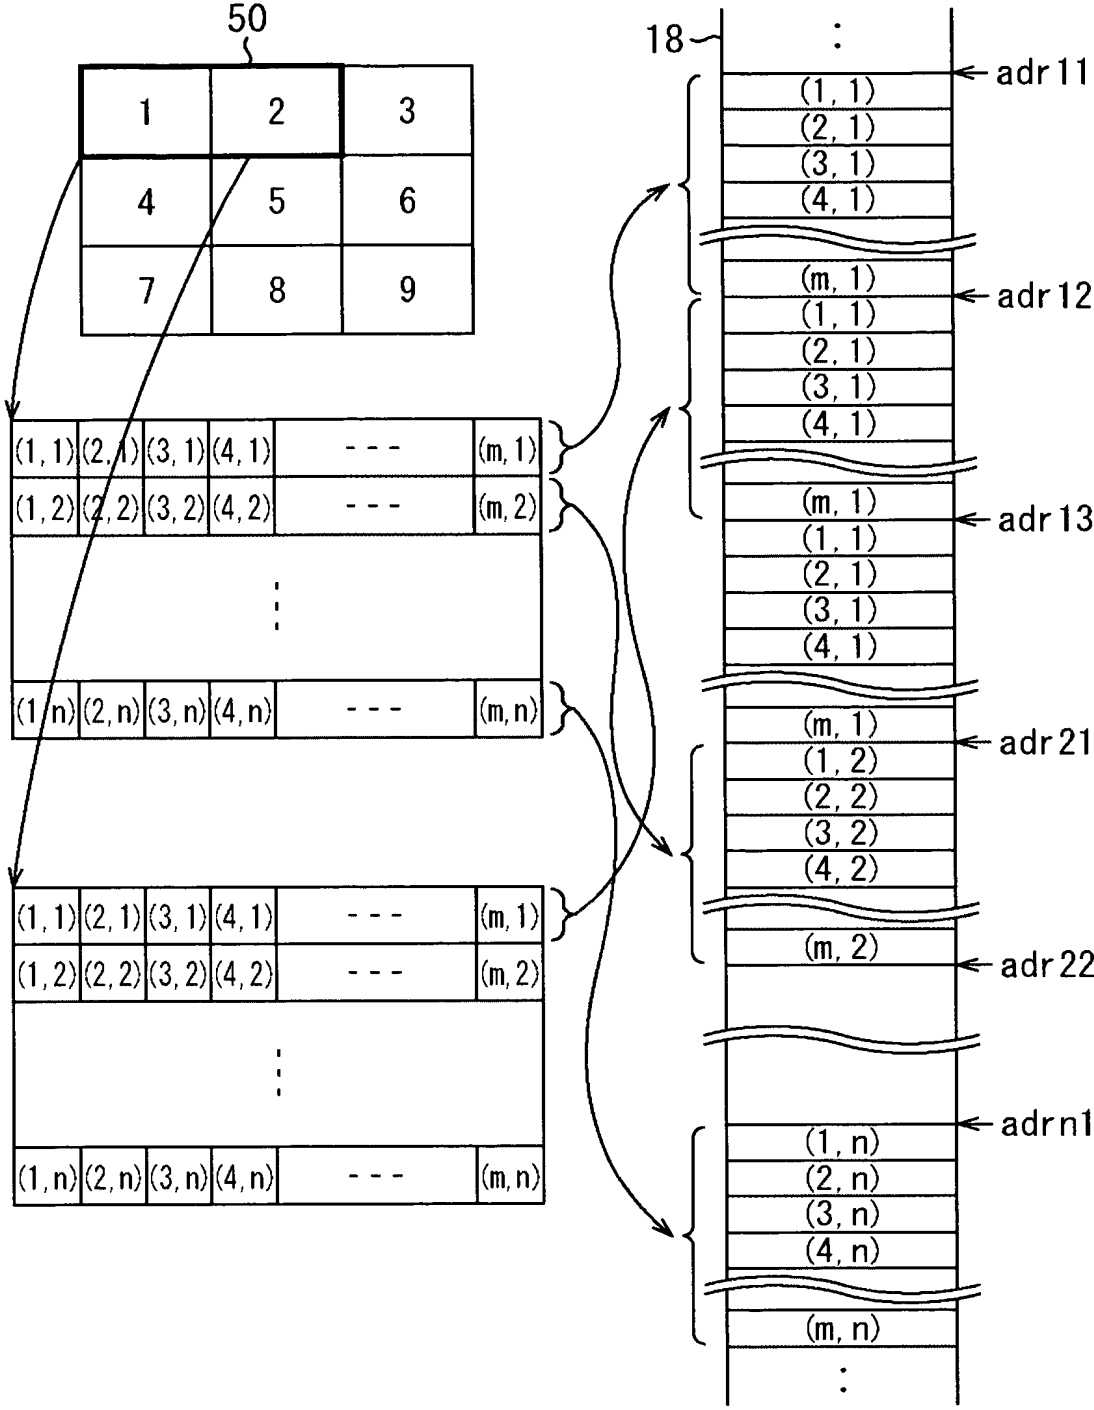 50
1 2 3
4 5 6
7 8 9
(1,1) (2,1) (3,1) (4,1) --- (m,1)
(1,2) (2,2) (3,2) (4,2) --- (m,2)
(1,n) (2,n) (3,n) (4,n) --- (m,n)
(1,1) (2,1) (3,1) (4,1) --- (m,1)
(1,2) (2,2) (3,2) (4,2) --- (m,2)
(1,n) (2,n) (3,n) (4,n) --- (m,n)
18
adr11
(1,1)
(2,1)
(3,1)
(4,1)
(m,1)
adr12
(1,1)
(2,1)
(3,1)
(4,1)
(m,1)
adr13
(1,1)
(2,1)
(3,1)
(4,1)
(m,1)
adr21
(1,2)
(2,2)
(3,2)
(4,2)
(m,2)
adr22
adrn1
(1,n)
(2,n)
(3,n)
(4,n)
(m,n)